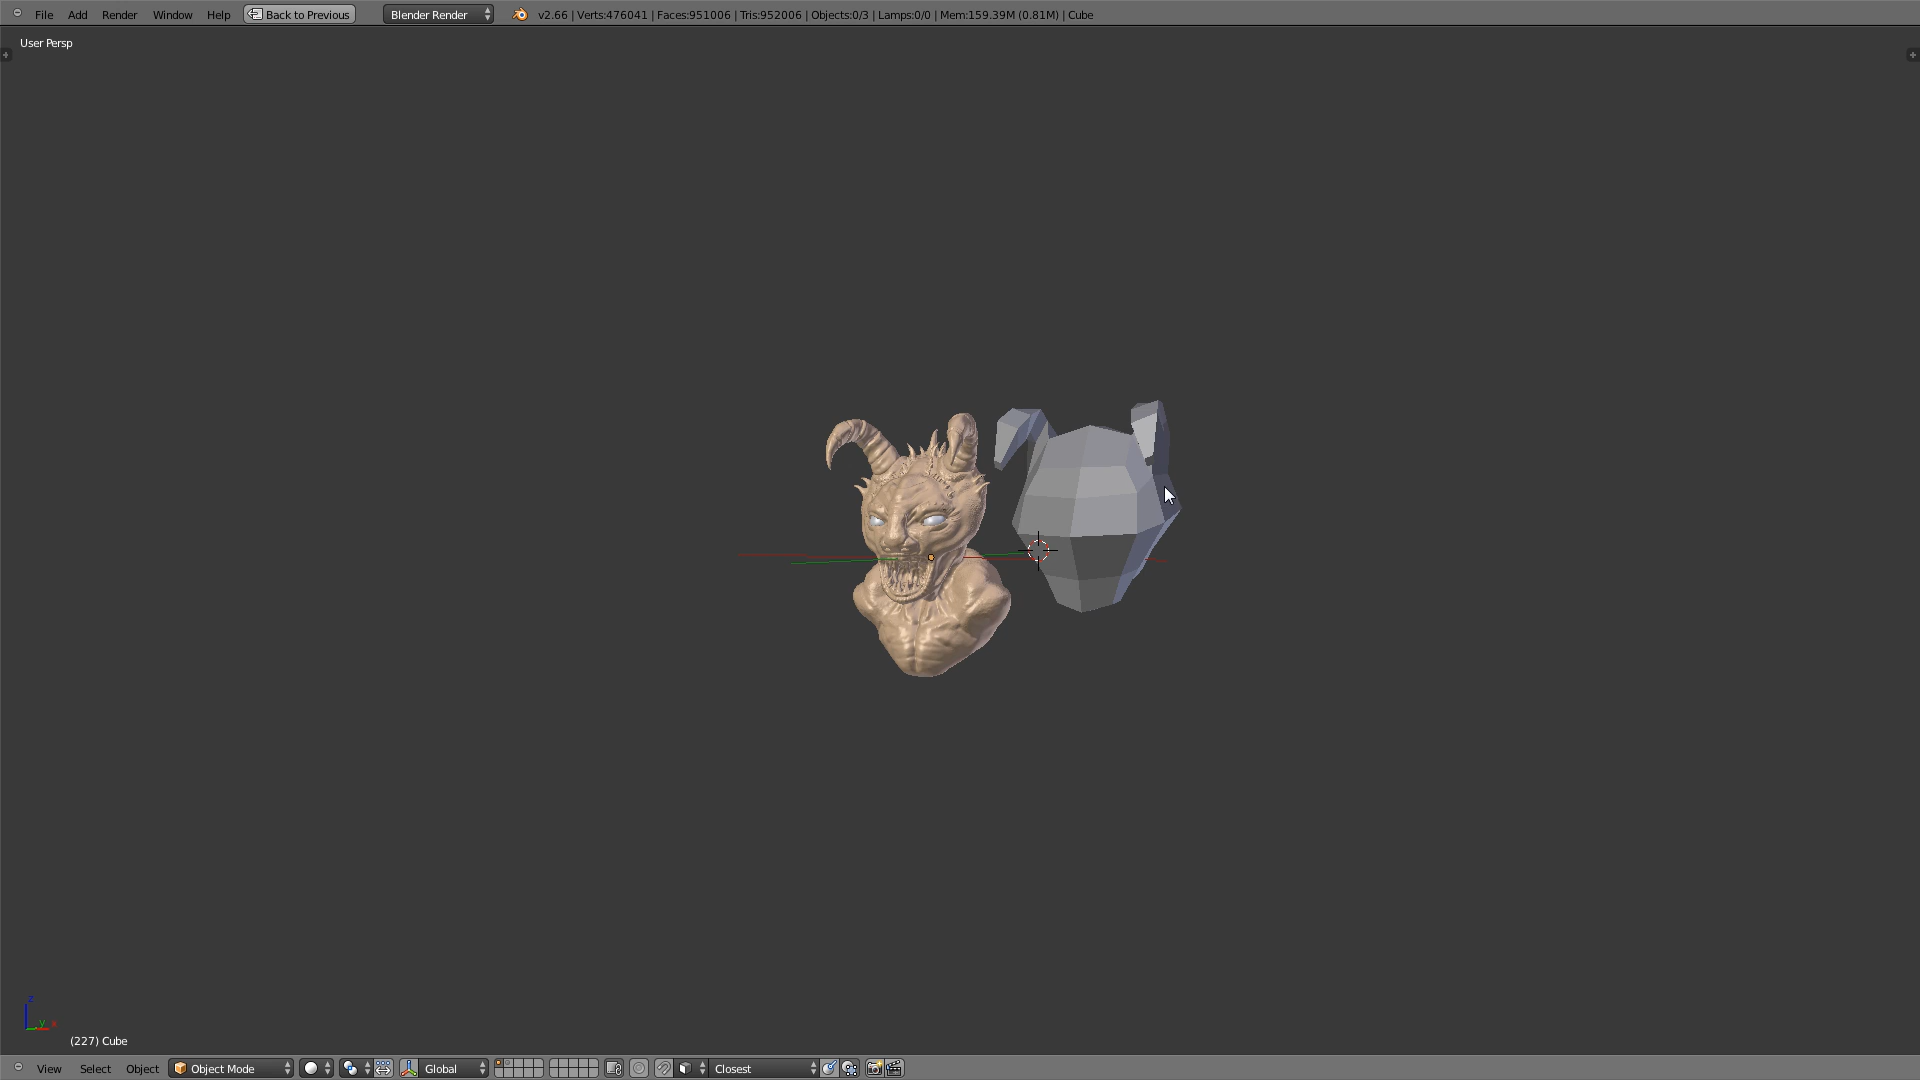 File Add Render Window Help Back to Previous Blender Render v2.66 | Verts:476041 | Faces:951006 | Tris:952006 | Objects:0/3 | Lamps:0/0 | Mem:159.39M (0.81M) | Cube
User Persp
z
y x
(227) Cube
View Select Object Object Mode Global Closest